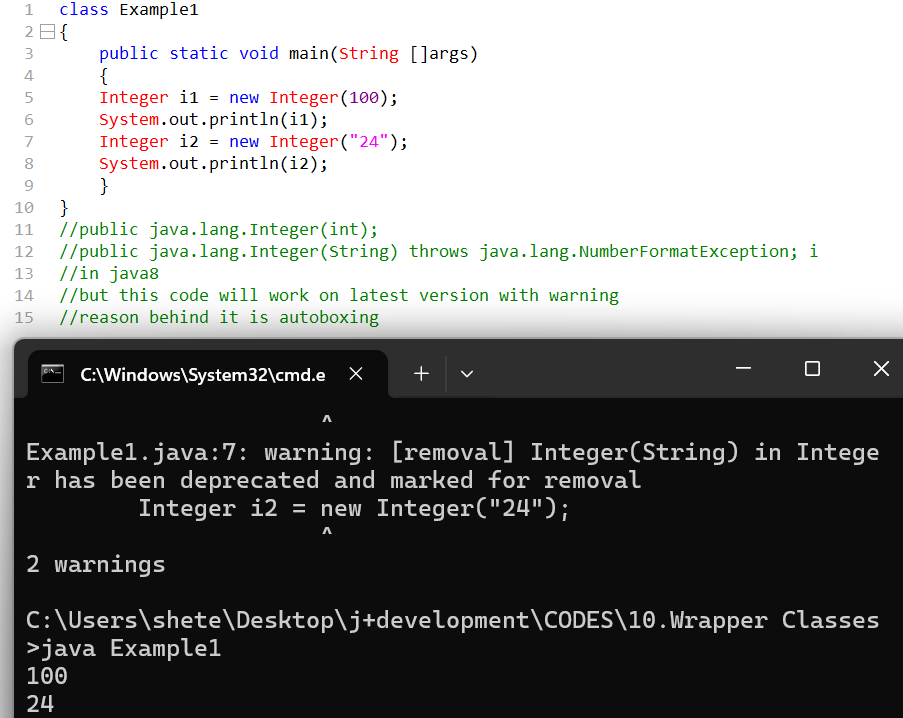 1 class Example1
2 {
3 public static void main(String []args)
4 {
5 Integer i1 = new Integer(100);
6 System.out.println(i1);
7 Integer i2 = new Integer("24");
8 System.out.println(i2);
9 }
10 }
11 //public java.lang.Integer(int);
12 //public java.lang.Integer(String) throws java.lang.NumberFormatException; i
13 //in java8
14 //but this code will work on latest version with warning
15 //reason behind it is autoboxing
C:\Windows\System32\cmd.e
^
Example1.java:7: warning: [removal] Integer(String) in Intege
r has been deprecated and marked for removal
Integer i2 = new Integer("24");
^
2 warnings
C:\Users\shete\Desktop\j+development\CODES\10.Wrapper Classes
>java Example1
100
24